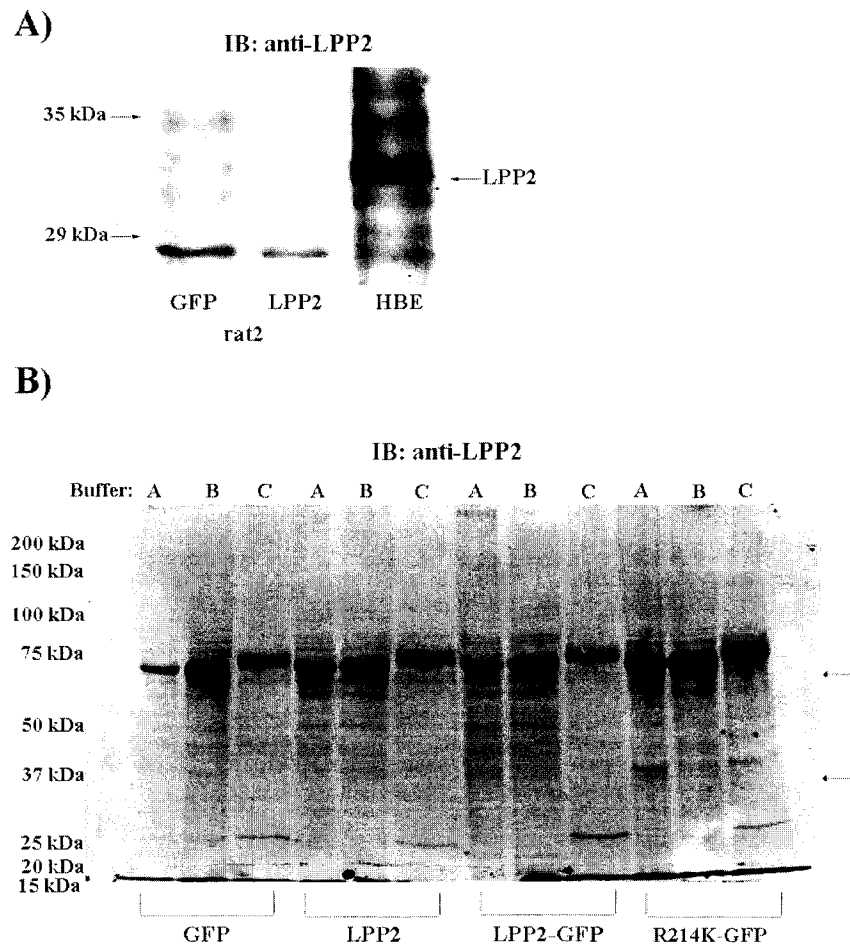 A)
IB: anti-LPP2
35 kDa
LPP2
29 kDa
GFP LPP2 HBE
rat2
B)
IB: anti-LPP2
Buffer: A B C A B C A B C A B C
200 kDa
150 kDa
100 kDa
75 kDa
50 kDa
37 kDa
25 kDa
20 kDa
15 kDa
GFP LPP2 LPP2-GFP R214K-GFP